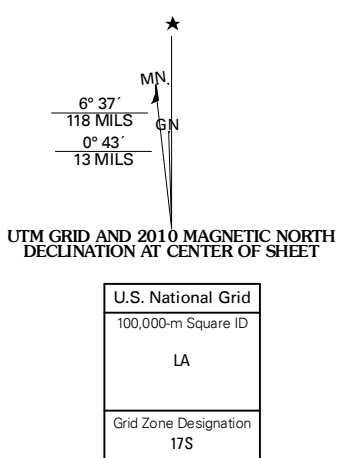 MN.
6° 37´
118 MILS
GN
0° 43´
13 MILS
UTM GRID AND 2010 MAGNETIC NORTH
DECLINATION AT CENTER OF SHEET
U.S. National Grid
100,000-m Square ID
LA
Grid Zone Designation
17S